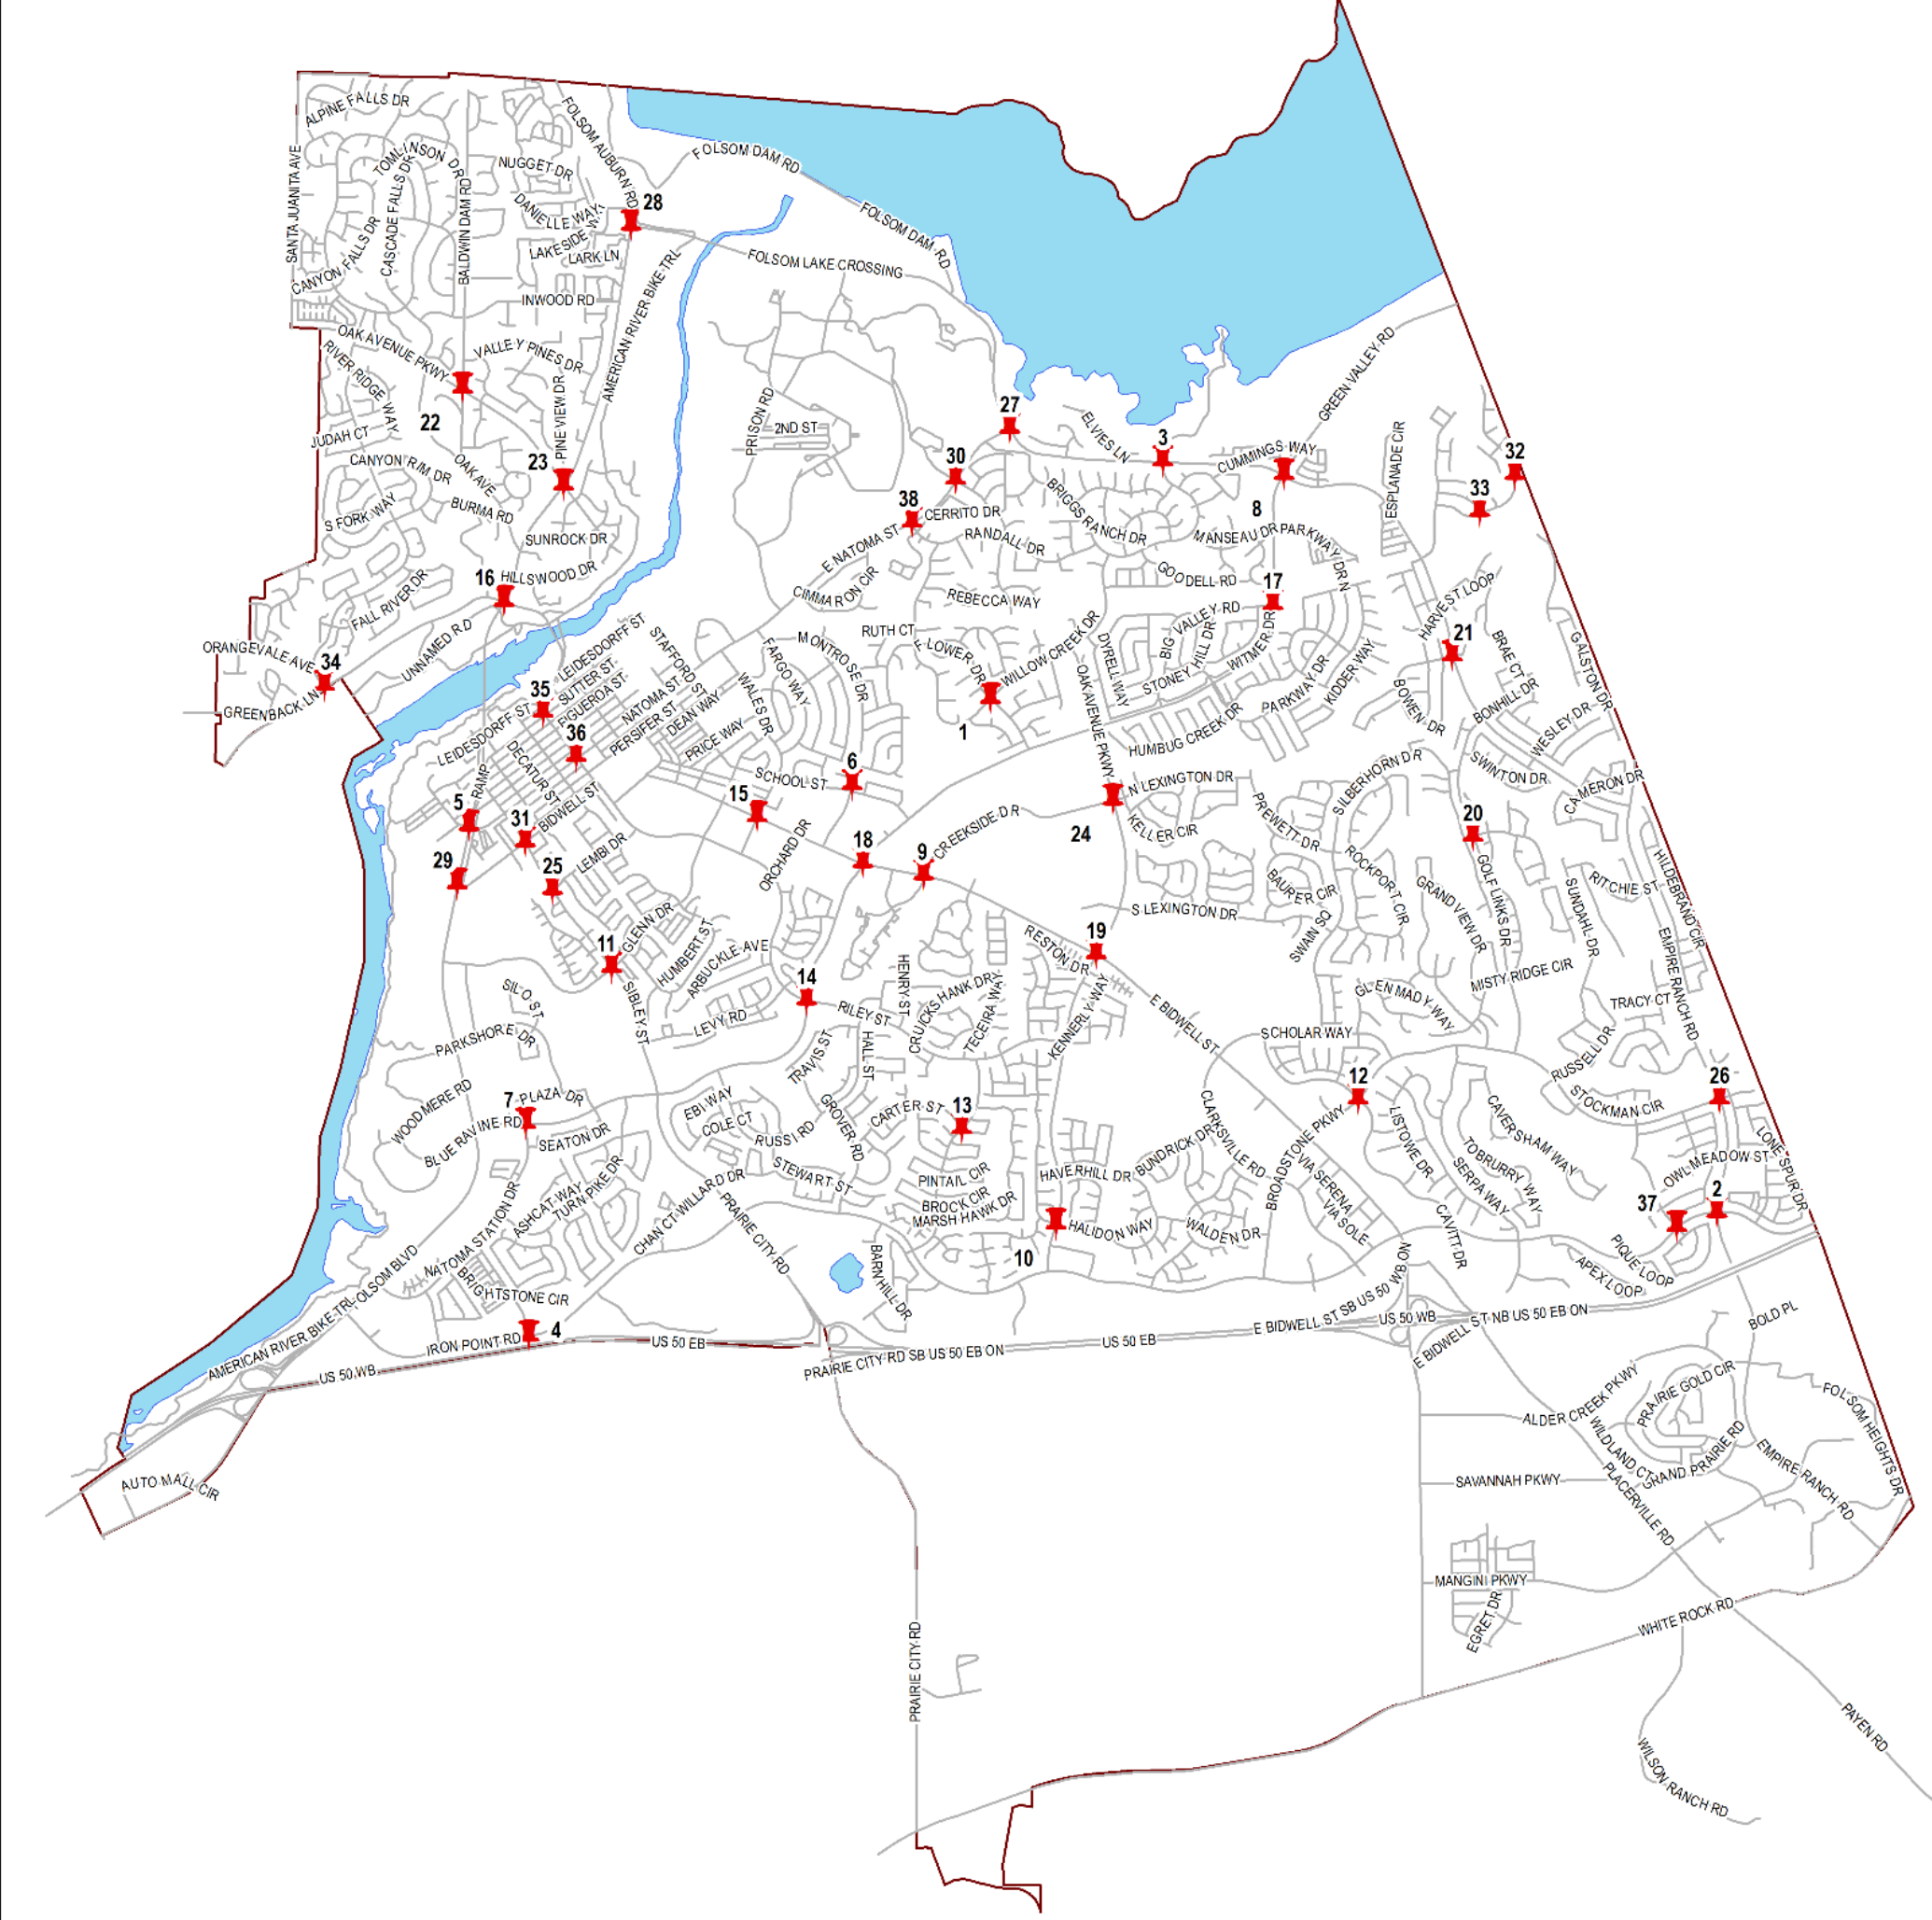 ALPINE FALLS DR
FOLSOM AUBURN RD
TOMLINSON DR
SANTA JUANITA AVE
NUGGET DR
FOLSOM DAM RD
CASCADE FALLS DR
BALDWIN DAM RD
DANIELLE WAY
28
LAKESIDE
LARK LN
FOLSOM DAM RD
CANYON FALLS DR
FOLSOM LAKE CROSSING
INWOOD RD
AMERICAN RIVER BIKE TRL
OAK AVENUE PKWY
VALLEY PINES DR
RIVER RIDGE WAY
PINE VIEW DR
GREEN VALLEY RD
22
PRISON RD
2ND ST
27
ELVIES LN
3
CUMMINGS WAY
ESPLANADE CIR
32
JUDAH CT
CANYON RIM DR
OAK AVE
23
30
33
S FORK WAY
BURMA RD
38
CERRITO DR
BRIGGS RANCH DR
8
SUNROCK DR
E NATOMA ST
RANDALL DR
MANSEAU DR
PARKWAY DR N
16
HILLSWOOD DR
CIMMARON CIR
GOODELL RD
17
FALL RIVER DR
REBECCA WAY
HARVEST LOOP
BIG VALLEY RD
UNNAMED RD
LEIDESDORFF ST
STAFFORD ST
MONTROSE DR
RUTH CT
FLOWER DR
WILLOW CREEK DR
DYRELL WAY
STONEY HILL DR
WITMER DR
21
BRAE CT
GALSTON DR
ORANGEVALE AVE
34
GREENBACK LN
35
SUTTER ST
FIGUEROA ST
FARGO WAY
WALES DR
NATOMA ST
OAK AVENUE PKWY
PARKWAY DR
KIDDER WAY
BOWEN DR
BONHILL DR
WESLEY DR
LEIDESDORFF ST
36
PERSIFER ST
DEAN WAY
PRICE WAY
1
HUMBUG CREEK DR
DECATUR ST
6
SCHOOL ST
SILBERHORN DR
SWINTON DR
CAMERON DR
RAMP
5
31
BIDWELL ST
15
N LEXINGTON DR
PREWETT DR
KELLER CIR
24
20
CREEKSIDE DR
29
25
LEMBI DR
ORCHARD DR
18
9
ROCKPORT CIR
GOLF LINKS DR
HILDEBRAND CIR
RITCHIE ST
BAURER CIR
GRAND VIEW DR
SUNDAHL DR
S LEXINGTON DR
SWAIN SQ
11
GLENN DR
HUMBERT ST
ARBUCKLE AVE
19
RESTON DR
EMPIRE RANCH RD
14
HENRY ST
CRUICKSHANK DR
MISTY RIDGE CIR
SILO ST
SIBLEY ST
RILEY ST
TECEIRA WAY
KENNERLY WAY
E BIDWELL ST
GLEN MADY WAY
TRACY CT
LEVY RD
PARKSHORE DR
TRAVIS ST
HALL ST
SCHOLAR WAY
RUSSELL DR
WOODMERE RD
7
PLAZA DR
EBI WAY
GROVER RD
CARTER ST
13
12
STOCKMAN CIR
26
BLUE RAVINE RD
SEATON DR
COLE CT
RUSSI RD
CLARKSVILLE RD
LISTOWE DR
CAVERSHAM WAY
LONE SPUR DR
STEWART ST
HAVERHILL DR
BUNDRICK DR
BROADSTONE PKWY
TOBRURRY WAY
SERPA WAY
OWL MEADOW ST
PINTAIL CIR
BROCK CIR
MARSH HAWK DR
VIA SERENA
VIA SOLE
37
2
ASHCAT WAY
TURN PIKE DR
CHAN CT
WILLARD DR
PRAIRIE CITY RD
HALIDON WAY
WALDEN DR
CAVITT DR
NATOMA STATION DR
10
PIQUE LOOP
APEX LOOP
BARNHILL DR
BRIGHTSTONE CIR
AMERICAN RIVER BIKE TRL
OLSOM BLVD
IRON POINT RD
4
US 50 EB
US 50 WB
PRAIRIE CITY RD SB US 50 EB ON
US 50 EB
E BIDWELL ST SB US 50 WB ON
US 50 WB
E BIDWELL ST NB US 50 EB ON
BOLD PL
ALDER CREEK PKWY
PRAIRIE GOLD CIR
FOLSOM HEIGHTS DR
WILDLAND CT
GRAND PRAIRIE RD
EMPIRE RANCH RD
AUTO MALL CIR
SAVANNAH PKWY
PLACERVILLE RD
MANGINI PKWY
EGRET DR
WHITE ROCK RD
PRAIRIE CITY RD
PAYEN RD
WILSON RANCH RD